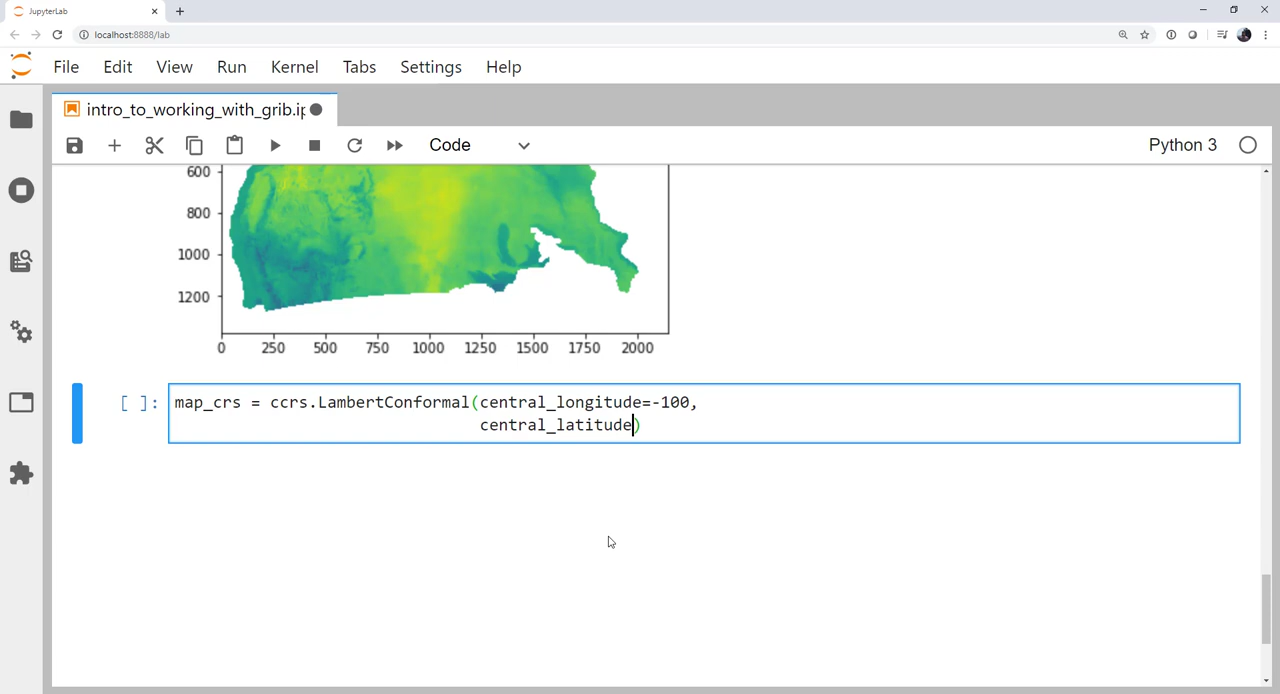 JupyterLab
localhost:8888/lab
File Edit View Run Kernel Tabs Settings Help
intro_to_working_with_grib.ip
Code
Python 3
600
800
1000
1200
0 250 500 750 1000 1250 1500 1750 2000
[ ]: map_crs = ccrs.LambertConformal(central_longitude=-100,
central_latitude)